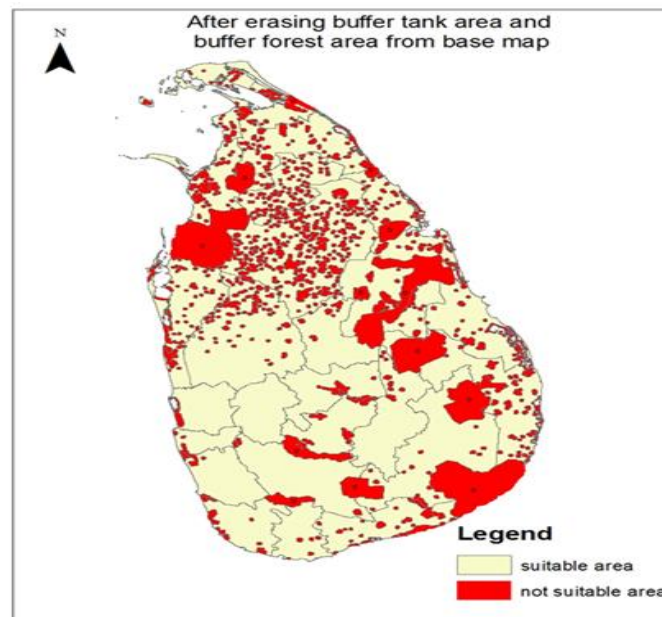 After erasing buffer tank area and
buffer forest area from base map
N
Legend
suitable area
not suitable area